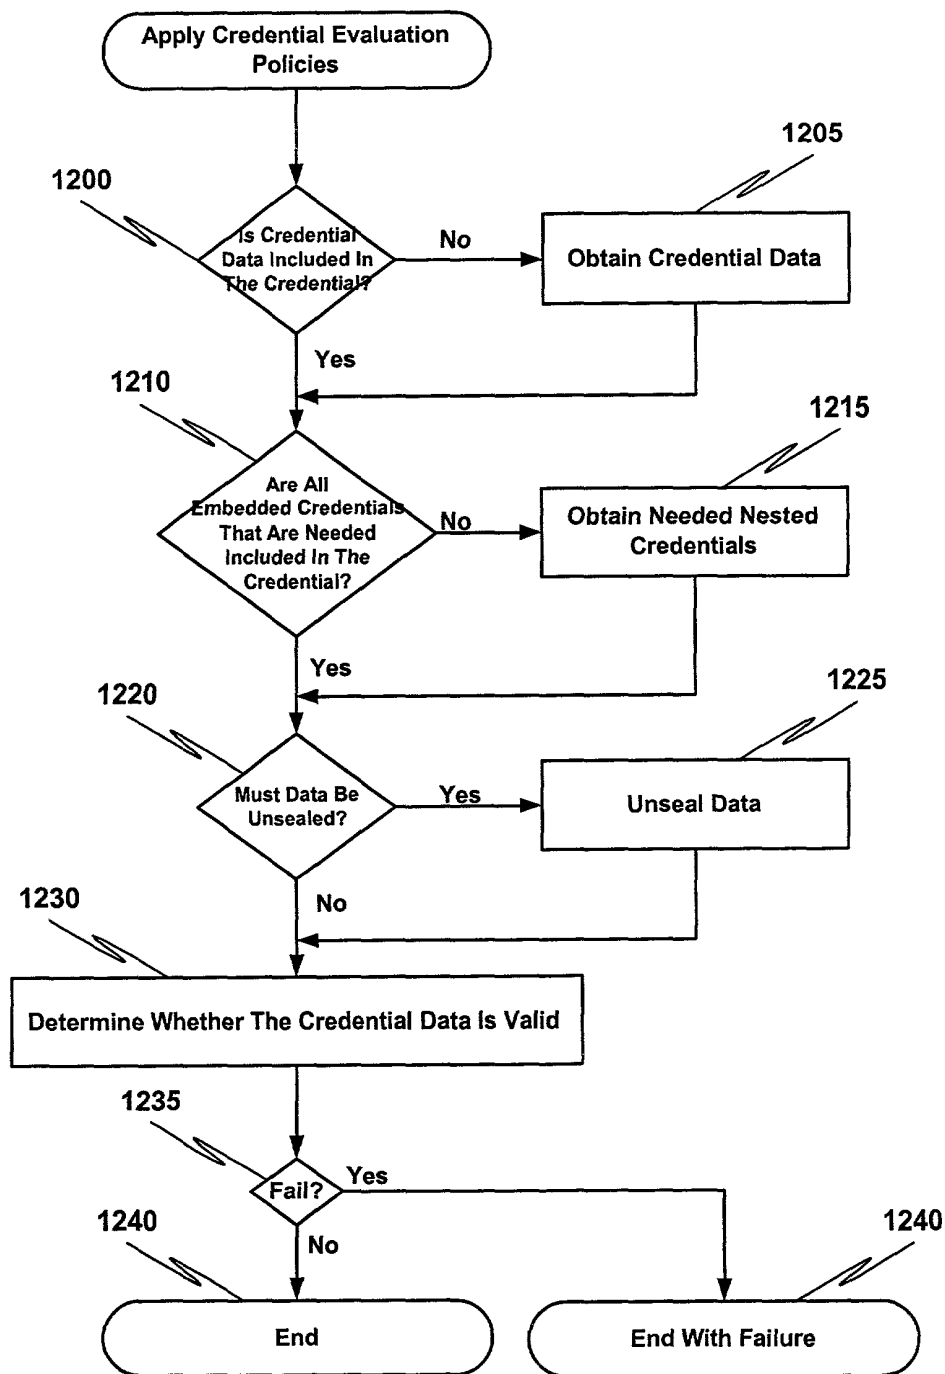 Apply Credential Evaluation
Policies
1205
1200
Is Credential
Data Included In
The Credential?
No
Obtain Credential Data
Yes
1210
1215
Are All
Embedded Credentials
That Are Needed
Included In The
Credential?
No
Obtain Needed Nested
Credentials
Yes
1220
1225
Must Data Be
Unsealed?
Yes
Unseal Data
No
1230
Determine Whether The Credential Data Is Valid
1235
Fail?
Yes
No
1240
1240
End
End With Failure